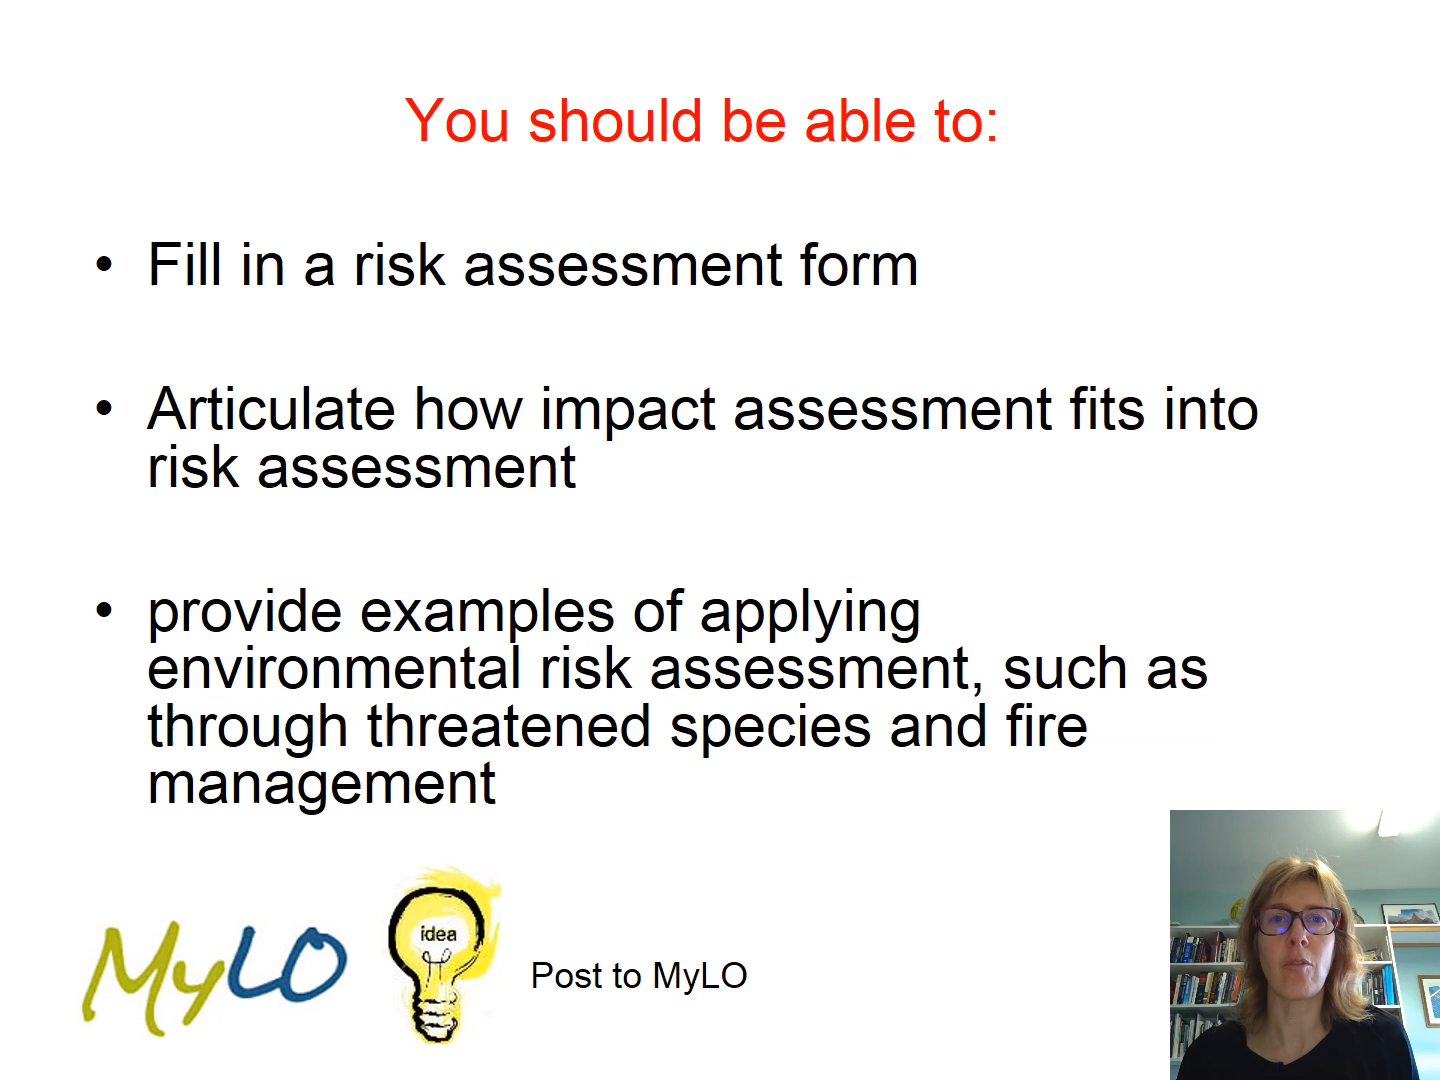 You should be able to:
• Fill in a risk assessment form
• Articulate how impact assessment fits into
risk assessment
• provide examples of applying
environmental risk assessment, such as
through threatened species and fire
management
MyLO
idea
Post to MyLO